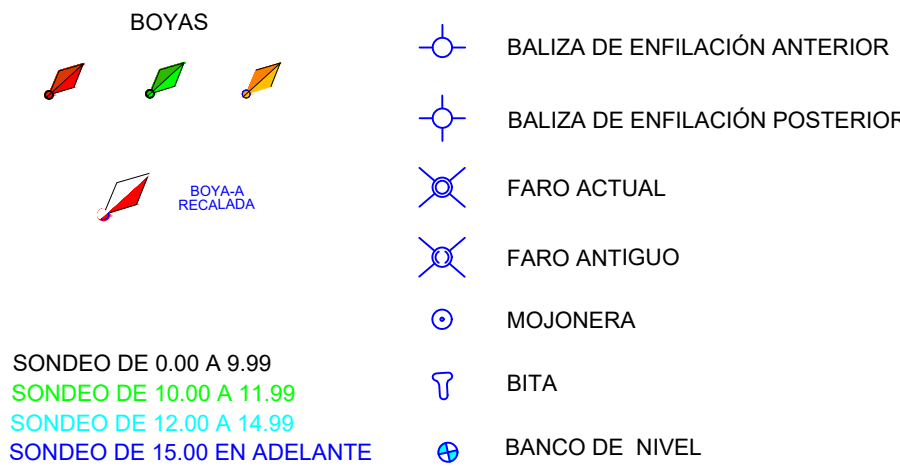 BOYAS
BOYA-A
RECALADA
SONDEO DE 0.00 A 9.99
SONDEO DE 10.00 A 11.99
SONDEO DE 12.00 A 14.99
SONDEO DE 15.00 EN ADELANTE
BALIZA DE ENFILACIÓN ANTERIOR
BALIZA DE ENFILACIÓN POSTERIOR
FARO ACTUAL
FARO ANTIGUO
MOJONERA
BITA
BANCO DE NIVEL